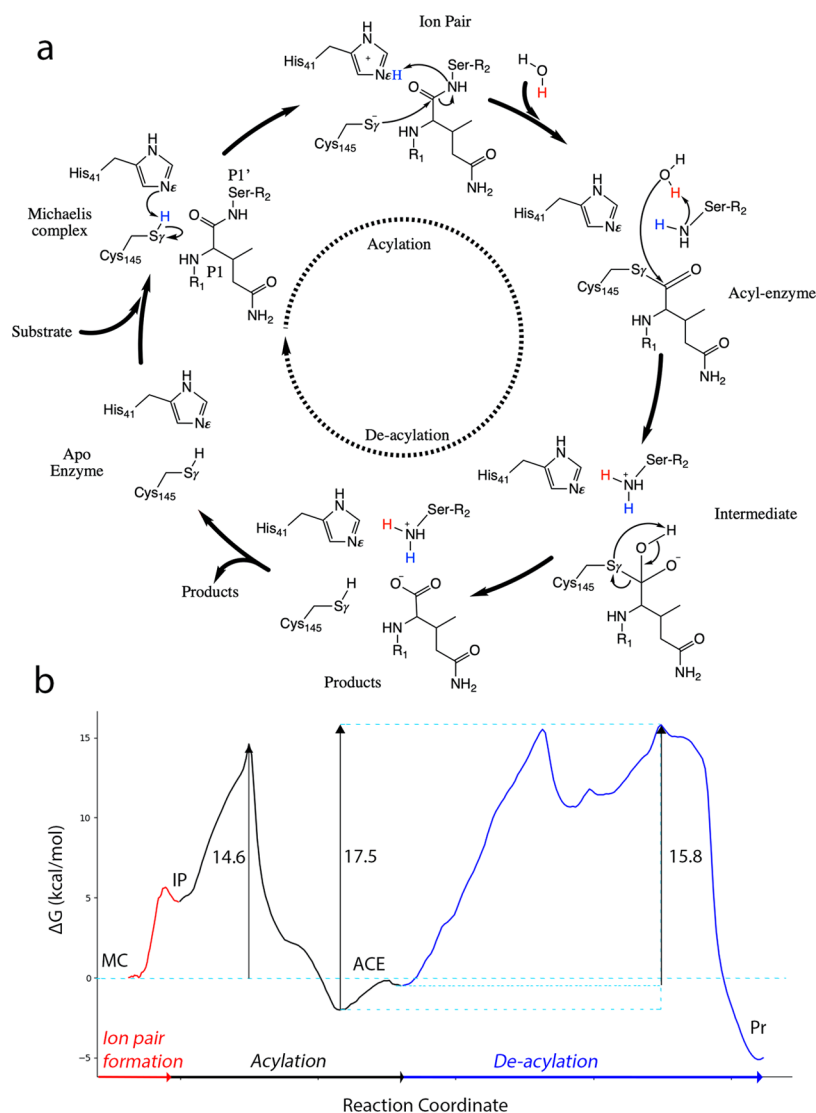 a
Ion Pair
H
N
His41
+
NεH
Ser-R2
NH
O
Cys145
Sγ-
HN
R1
O
NH2
H
O
H
H
N
His41
Nε
P1'
Ser-R2
NH
Michaelis
complex
H
O
Sγ
Cys145
HN
P1
R1
O
NH2
Acylation
H
N
His41
Nε
O
H
H
Ser-R2
H
N
Sγ
Cys145
O
HN
R1
O
NH2
Acyl-enzyme
Substrate
H
N
His41
Nε
Apo
Enzyme
H
Sγ
Cys145
De-acylation
H
N
His41
Nε
Ser-R2
H
+
NH
H
Intermediate
H
O
O-
Sγ
Cys145
HN
R1
O
NH2
H
N
His41
Nε
Ser-R2
H
+
NH
H
Products
H
Sγ
Cys145
O-
O
HN
R1
O
NH2
Products
b
15
10
5
0
−5
ΔG (kcal/mol)
MC
IP
14.6
17.5
15.8
ACE
Pr
Ion pair
formation
Acylation
De-acylation
Reaction Coordinate